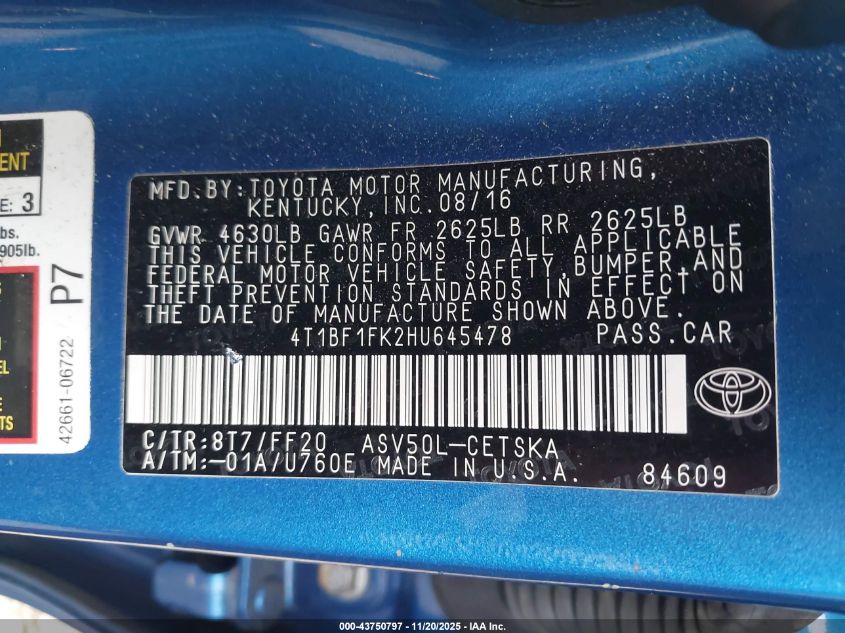 ENT
E: 3
bs.
905lb.
P7
42661-06722
EL
E
TS
MFD.BY:TOYOTA MOTOR MANUFACTURING,
KENTUCKY,INC.08/16
GVWR 4630LB GAWR FR 2625LB RR 2625LB
THIS VEHICLE CONFORMS TO ALL APPLICABLE
FEDERAL MOTOR VEHICLE SAFETY,BUMPER,AND
THEFT PREVENTION STANDARDS IN EFFECT ON
THE DATE OF MANUFACTURE SHOWN ABOVE.
4T1BF1FK2HU645478 PASS.CAR
C/TR:8T7/FF20 ASV50L-CETSKA
A/TM:-01A/U760E MADE IN U.S.A. 84609
000-43750797 - 11/20/2025 - IAA Inc.